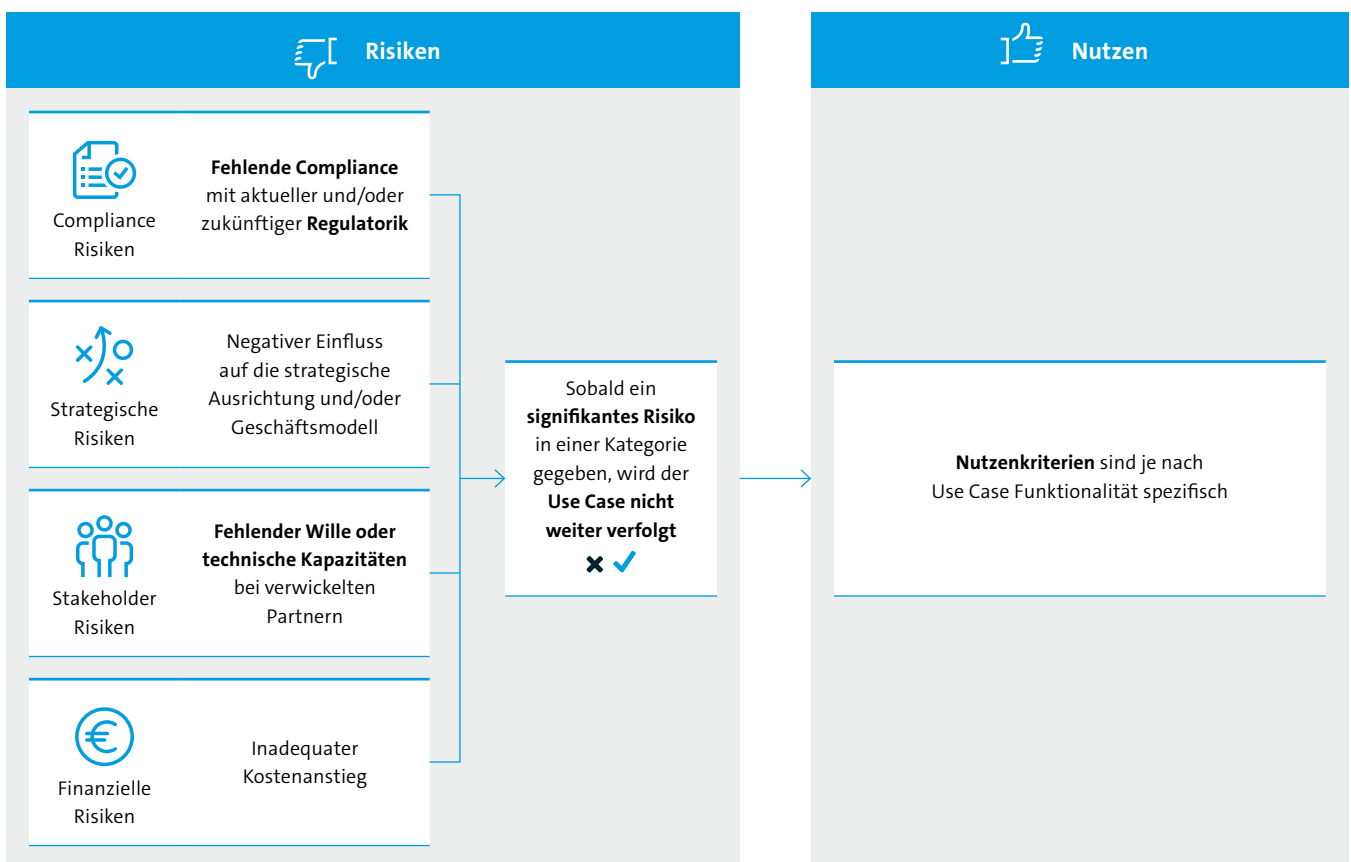 Risiken
Nutzen
Compliance
Risiken
Fehlende Compliance
mit aktueller und/oder
zukünftiger Regulatorik
Strategische
Risiken
Negativer Einfluss
auf die strategische
Ausrichtung und/oder
Geschäftsmodell
Stakeholder
Risiken
Fehlender Wille oder
technische Kapazitäten
bei verwickelten
Partnern
Finanzielle
Risiken
Inadequater
Kostenanstieg
Sobald ein
signifikantes Risiko
in einer Kategorie
gegeben, wird der
Use Case nicht
weiter verfolgt
Nutzenkriterien sind je nach
Use Case Funktionalität spezifisch